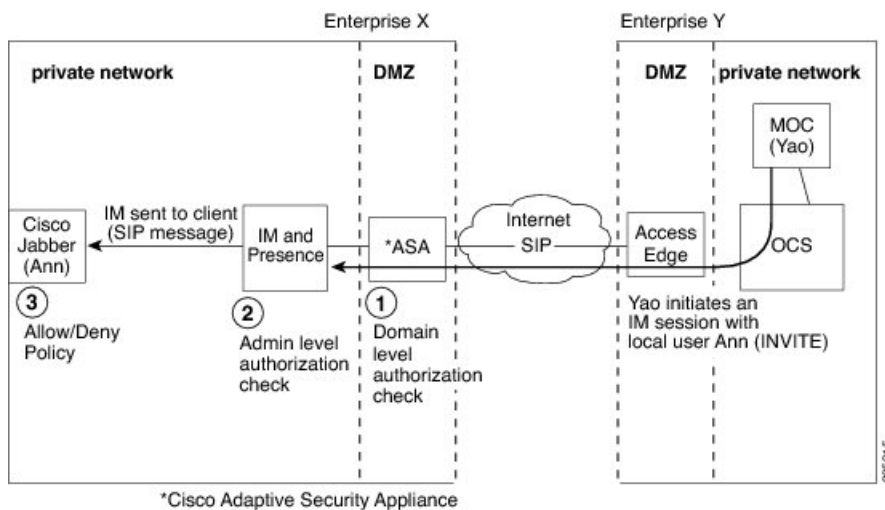 Enterprise X
Enterprise Y
private network
DMZ
DMZ
private network
MOC
(Yao)
Cisco
Jabber
(Ann)
IM sent to client
(SIP message)
IM and
Presence
*ASA
Internet
SIP
Access
Edge
OCS
3
Allow/Deny
Policy
2
Admin level
authorization
check
1
Domain
level
authorization
check
Yao initiates an
IM session with
local user Ann (INVITE)
*Cisco Adaptive Security Appliance